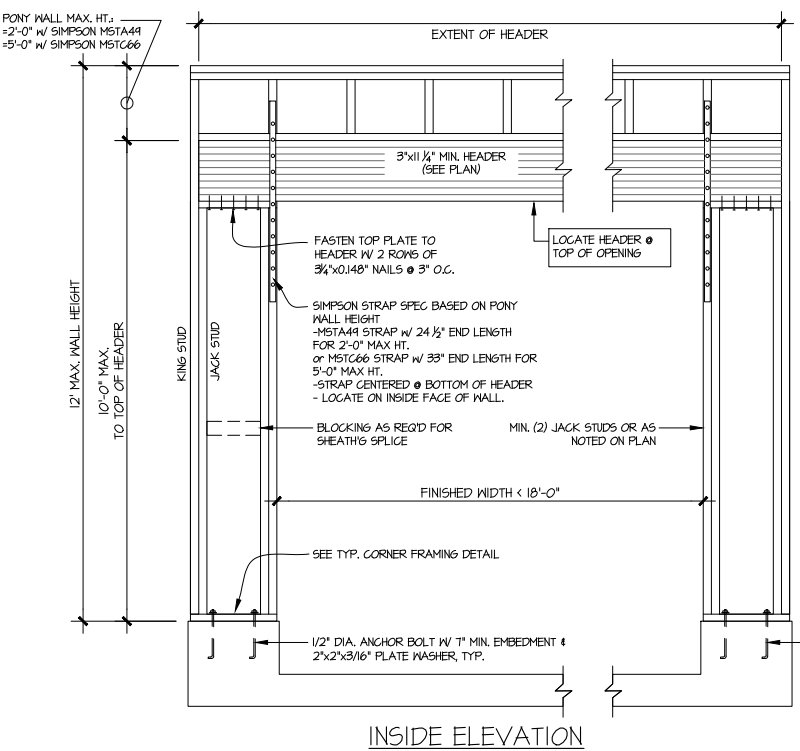 PONY WALL MAX. HT.:
=2'-0" W/ SIMPSON MSTA49
=5'-0" W/ SIMPSON MSTC66
EXTENT OF HEADER
3"x11 1/4" MIN. HEADER
(SEE PLAN)
FASTEN TOP PLATE TO
HEADER W/ 2 ROWS OF
3 1/4"x0.148" NAILS @ 3" O.C.
LOCATE HEADER @
TOP OF OPENING
SIMPSON STRAP SPEC BASED ON PONY
WALL HEIGHT
-MSTA49 STRAP W/ 24 1/2" END LENGTH
FOR 2'-0" MAX HT.
or MSTC66 STRAP W/ 33" END LENGTH FOR
5'-0" MAX HT.
-STRAP CENTERED @ BOTTOM OF HEADER
- LOCATE ON INSIDE FACE OF WALL.
12' MAX. WALL HEIGHT
10'-0" MAX.
TO TOP OF HEADER
KING STUD
JACK STUD
BLOCKING AS REQ'D FOR
SHEATH'G SPLICE
MIN. (2) JACK STUDS OR AS
NOTED ON PLAN
FINISHED WIDTH < 18'-0"
SEE TYP. CORNER FRAMING DETAIL
1/2" DIA. ANCHOR BOLT W/ 7" MIN. EMBEDMENT &
2"x2"x3/16" PLATE WASHER, TYP.
INSIDE ELEVATION